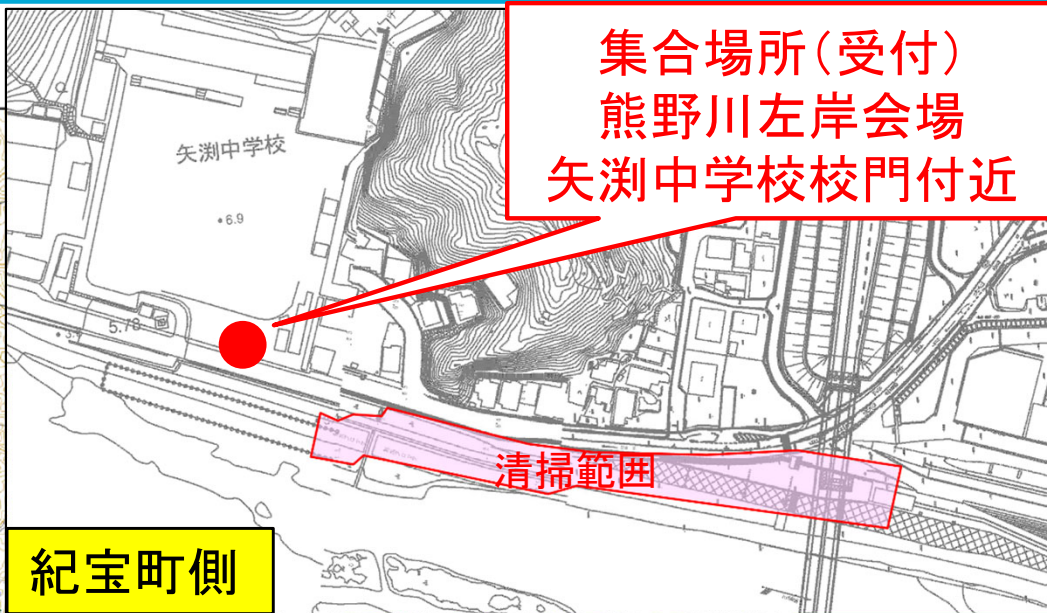 集合場所(受付)
熊野川左岸会場
矢渕中学校校門付近
矢渕中学校
6.9
5.78
清掃範囲
紀宝町側